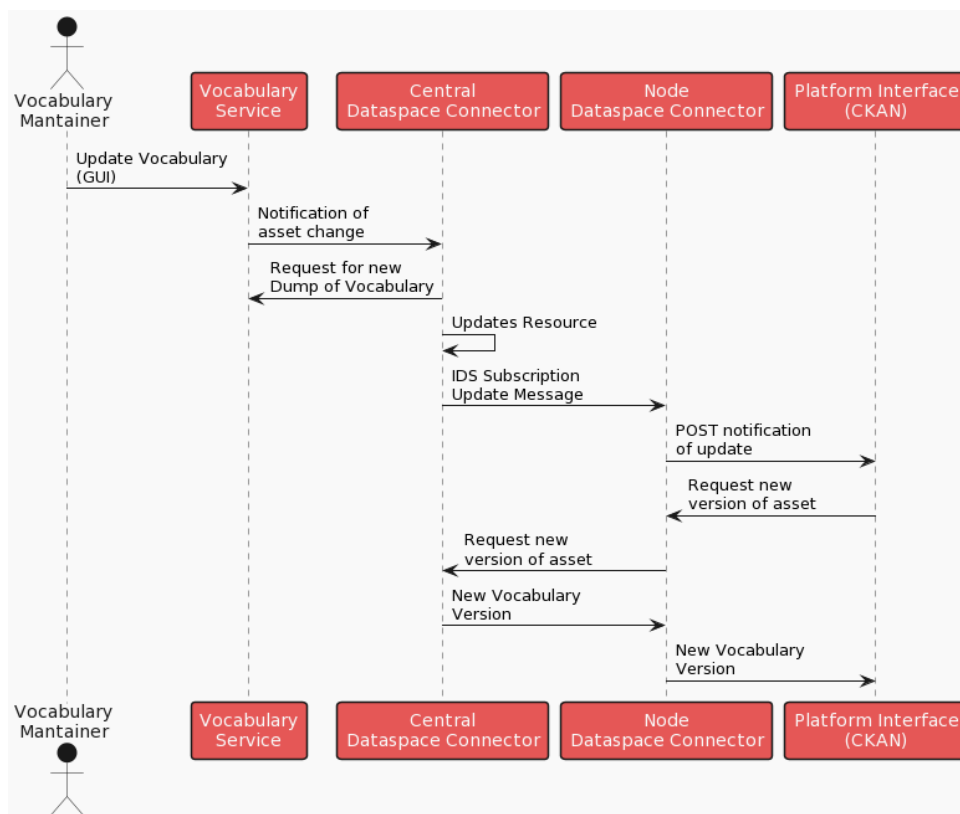 Vocabulary
Mantainer
Vocabulary
Service
Central
Dataspace Connector
Node
Dataspace Connector
Platform Interface
(CKAN)
Update Vocabulary
(GUI)
Notification of
asset change
Request for new
Dump of Vocabulary
Updates Resource
IDS Subscription
Update Message
POST notification
of update
Request new
version of asset
Request new
version of asset
New Vocabulary
Version
New Vocabulary
Version
Vocabulary
Mantainer
Vocabulary
Service
Central
Dataspace Connector
Node
Dataspace Connector
Platform Interface
(CKAN)